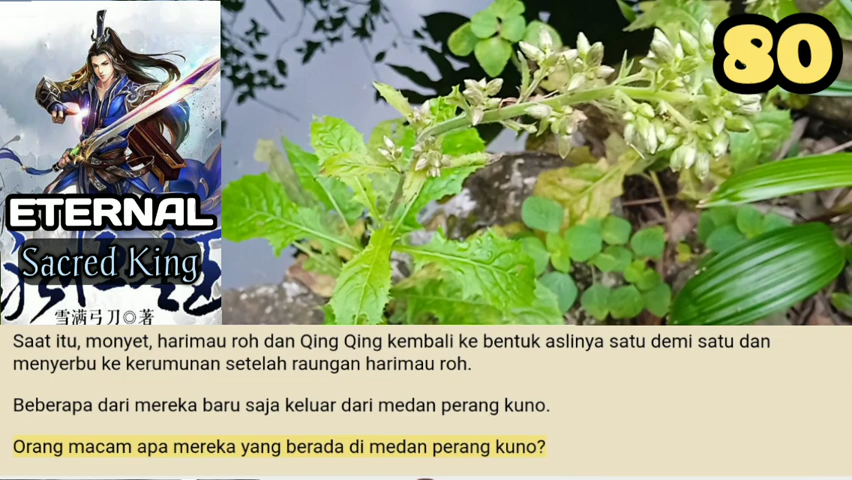 80
ETERNAL
Sacred King
雪满弓刀◎著
Saat itu, monyet, harimau roh dan Qing Qing kembali ke bentuk aslinya satu demi satu dan
menyerbu ke kerumunan setelah raungan harimau roh.
Beberapa dari mereka baru saja keluar dari medan perang kuno.
Orang macam apa mereka yang berada di medan perang kuno?